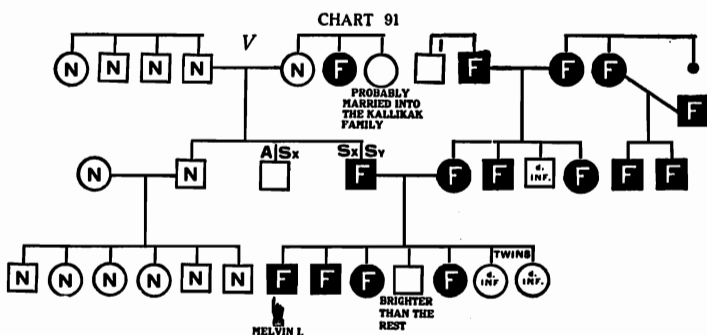 CHART 91
V
N N N N N F F F F
F
PROBABLY
MARRIED INTO
THE KALLIKAK
FAMILY
A SX SX SY
N N F F F d. F F F
INF.
TWINS
N N N N N N F F F F d. d.
INF INF.
MELVIN I.
BRIGHTER
THAN THE
REST